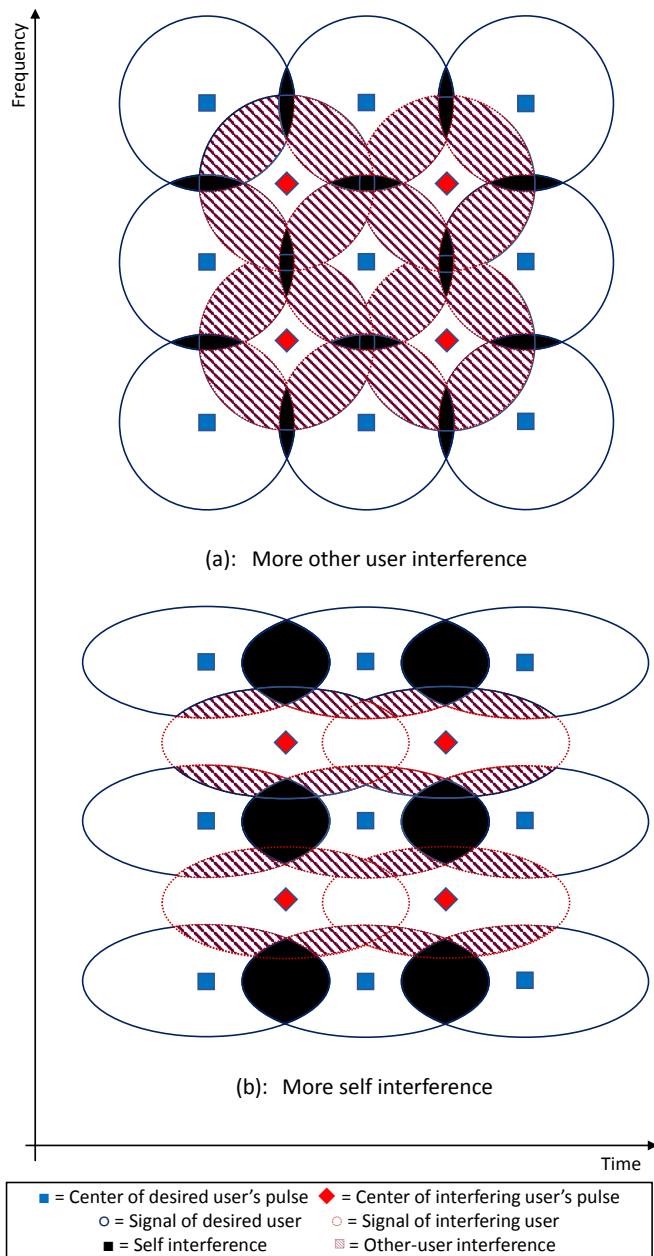 Frequency
(a): More other user interference
(b): More self interference
Time
= Center of desired user's pulse = Center of interfering user's pulse
= Signal of desired user = Signal of interfering user
= Self interference = Other-user interference